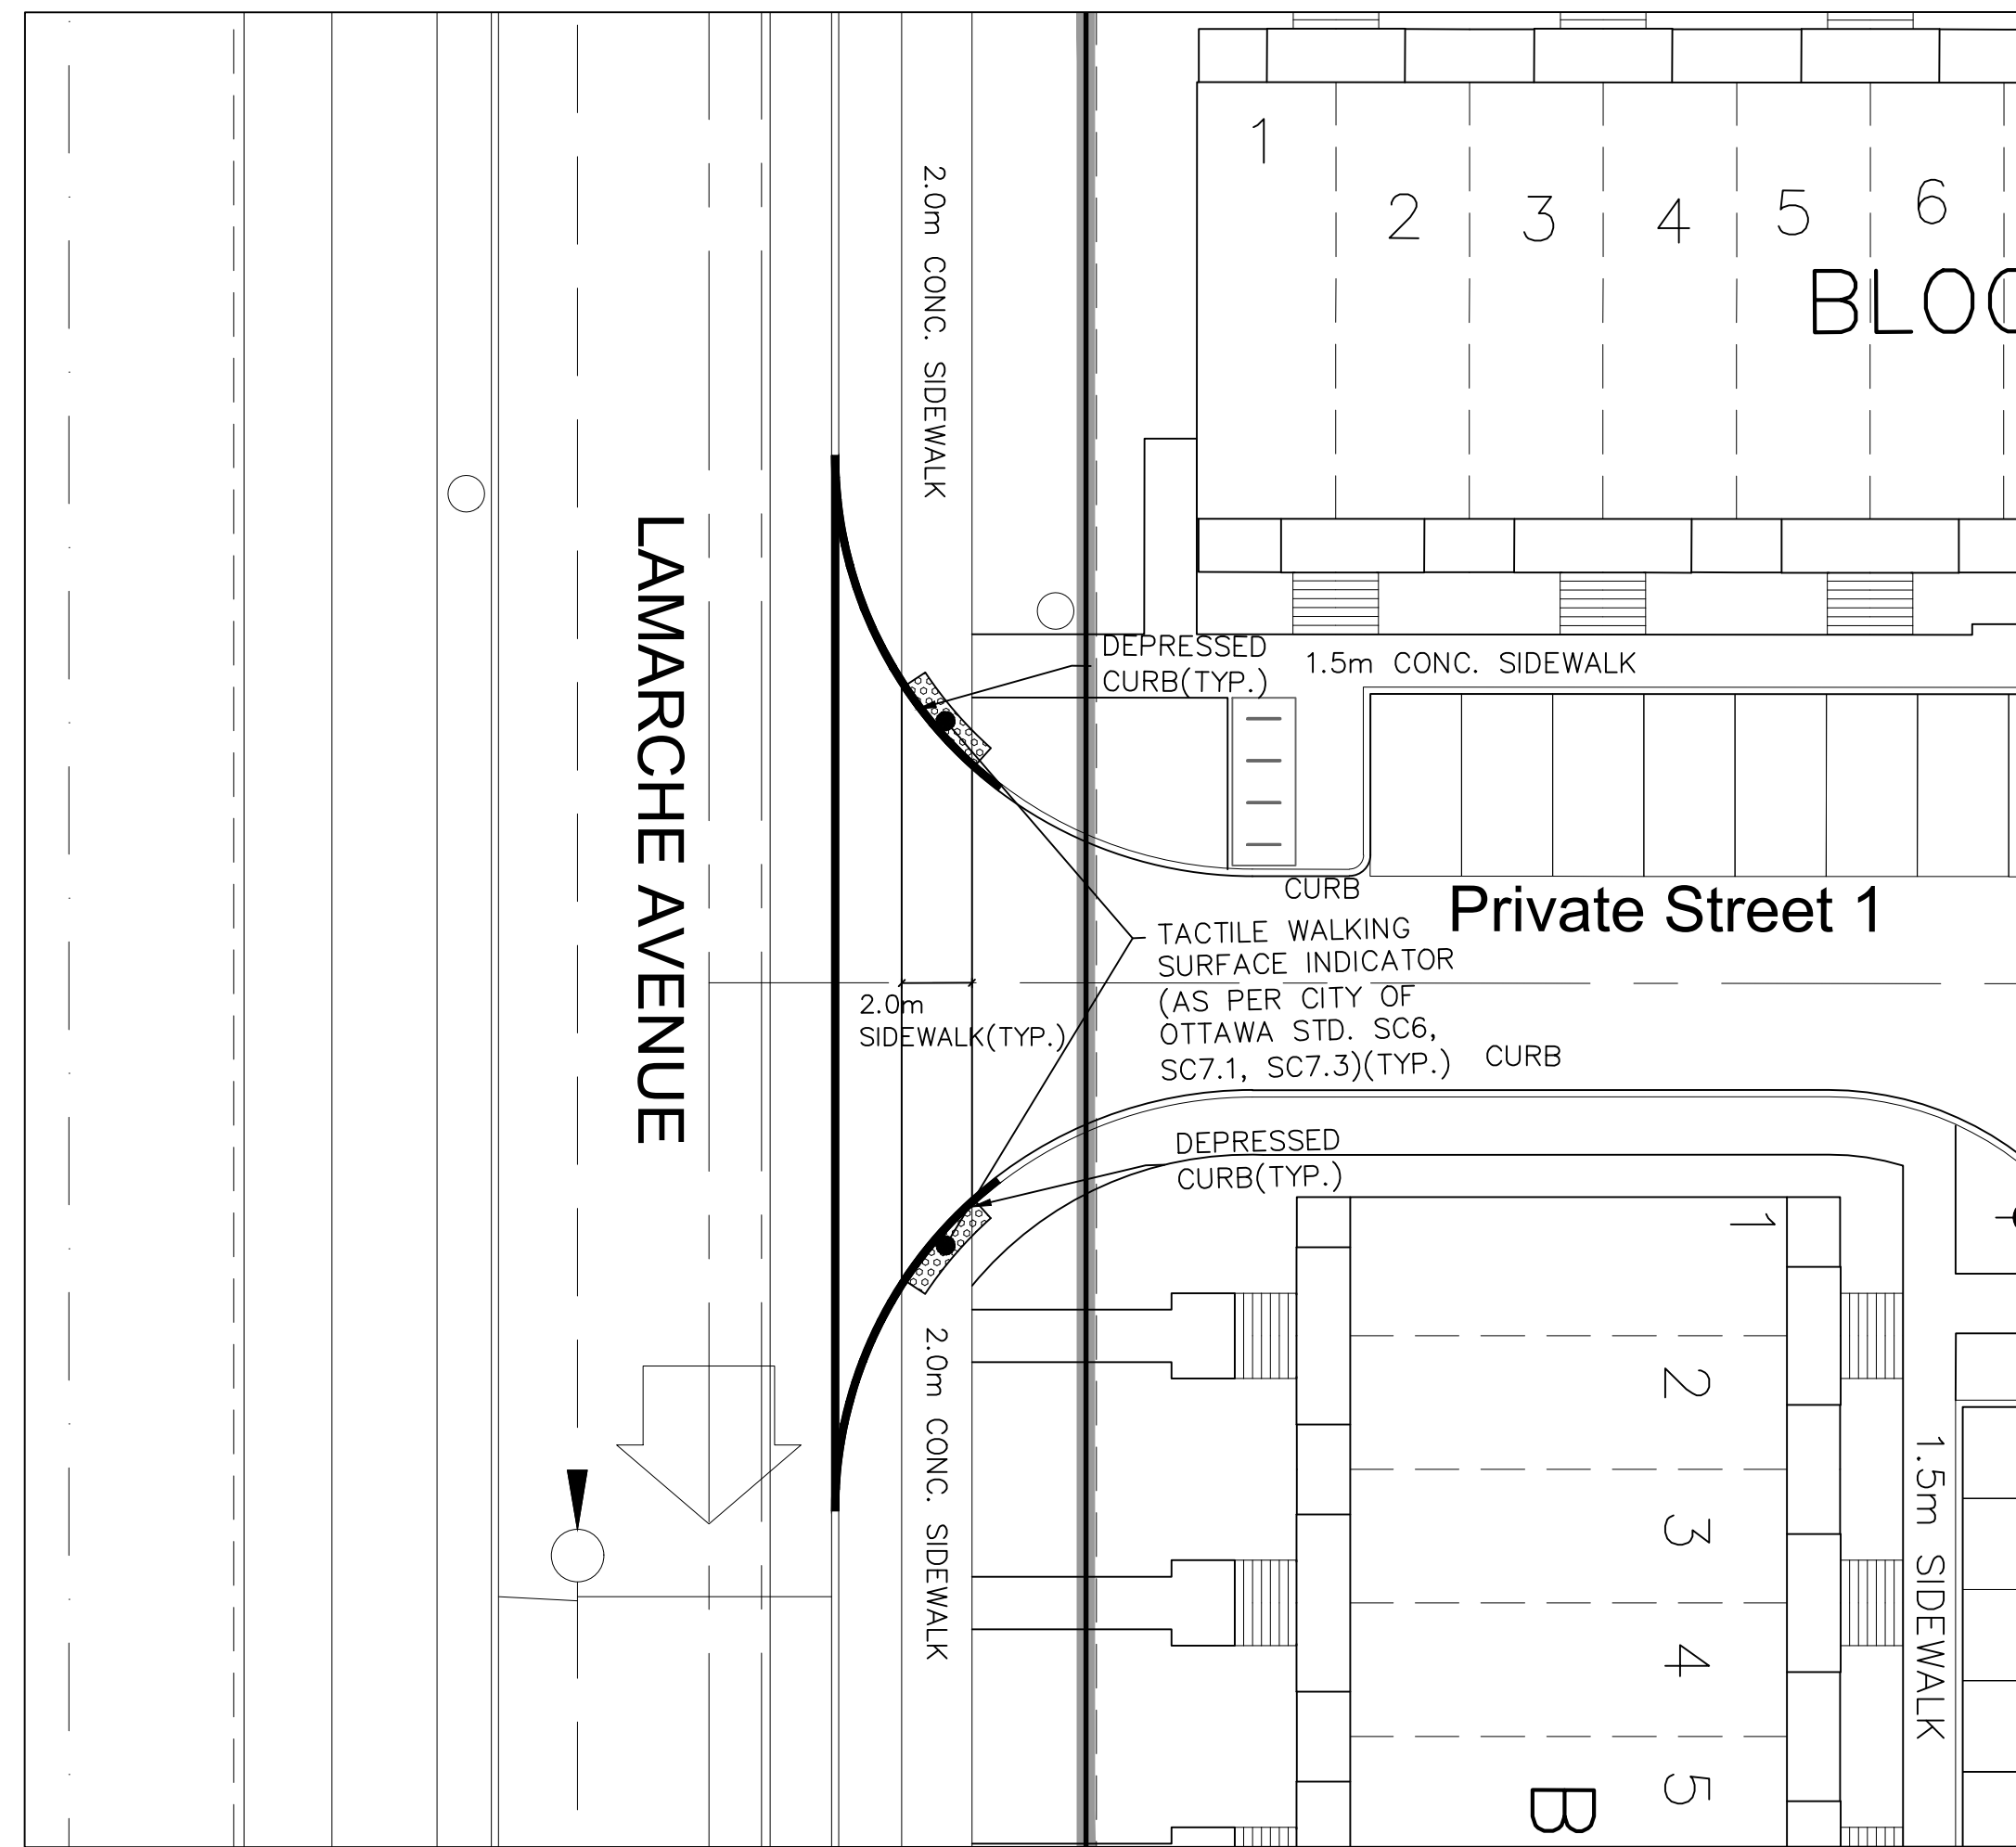 1
2
3
4
5
6
2.0m CONC. SIDEWALK
LAMARCHE AVENUE
DEPRESSED
CURB(TYP.)
1.5m CONC. SIDEWALK
CURB
Private Street 1
TACTILE WALKING
SURFACE INDICATOR
(AS PER CITY OF
OTTAWA STD. SC6,
SC7.1, SC7.3)(TYP.)
2.0m
SIDEWALK(TYP.)
CURB
DEPRESSED
CURB(TYP.)
1
2
3
4
5
2.0m CONC. SIDEWALK
1.5m SIDEWALK
B